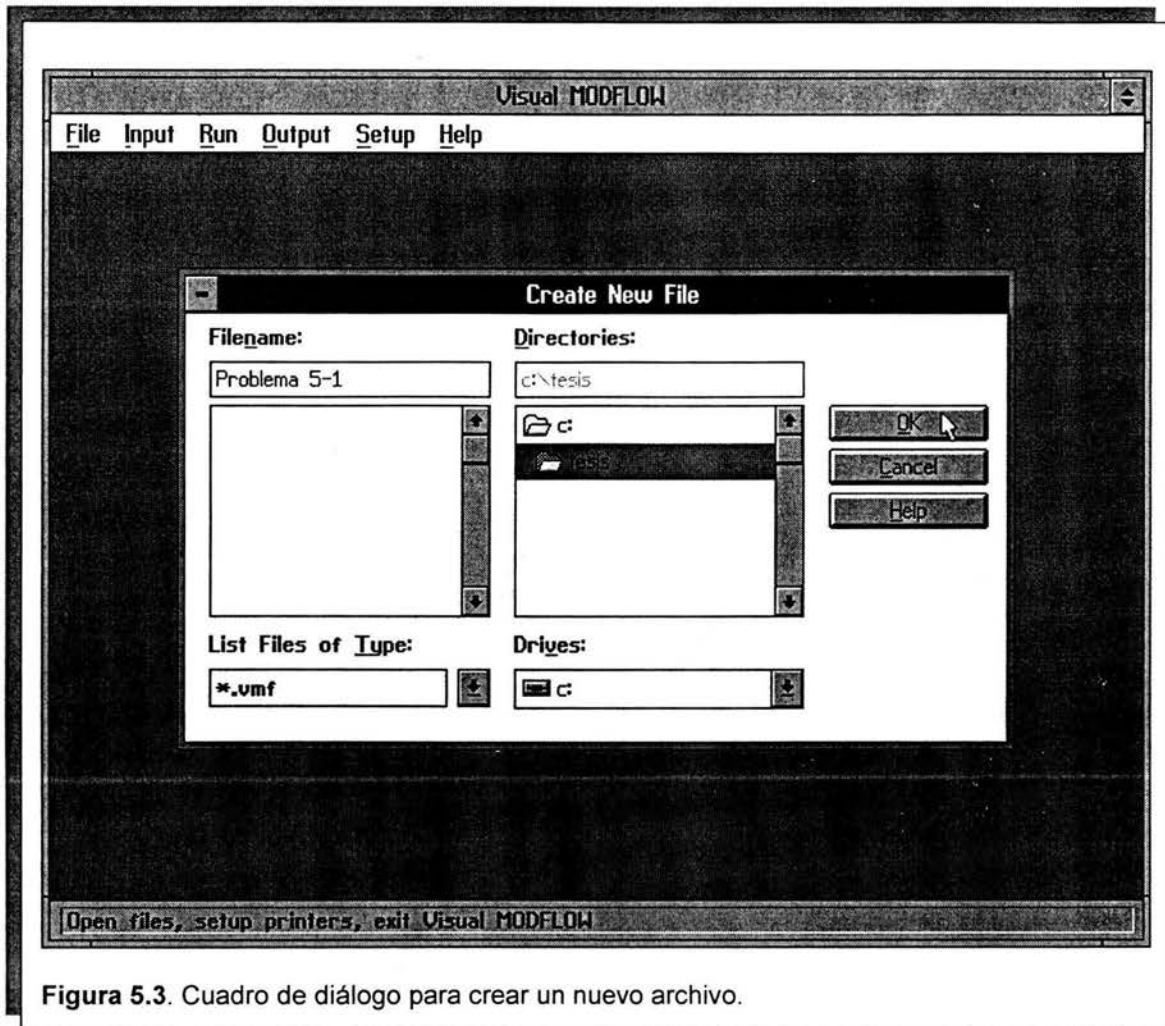 Visual MODFLOW
File Input Run Output Setup Help
Create New File
Filename:
Directories:
Problema 5-1
c:\tesis
c:
tesis
OK
Cancel
Help
List Files of Type:
Drives:
*.vmf
c:
Open files, setup printers, exit Visual MODFLOW
Figura 5.3. Cuadro de diálogo para crear un nuevo archivo.